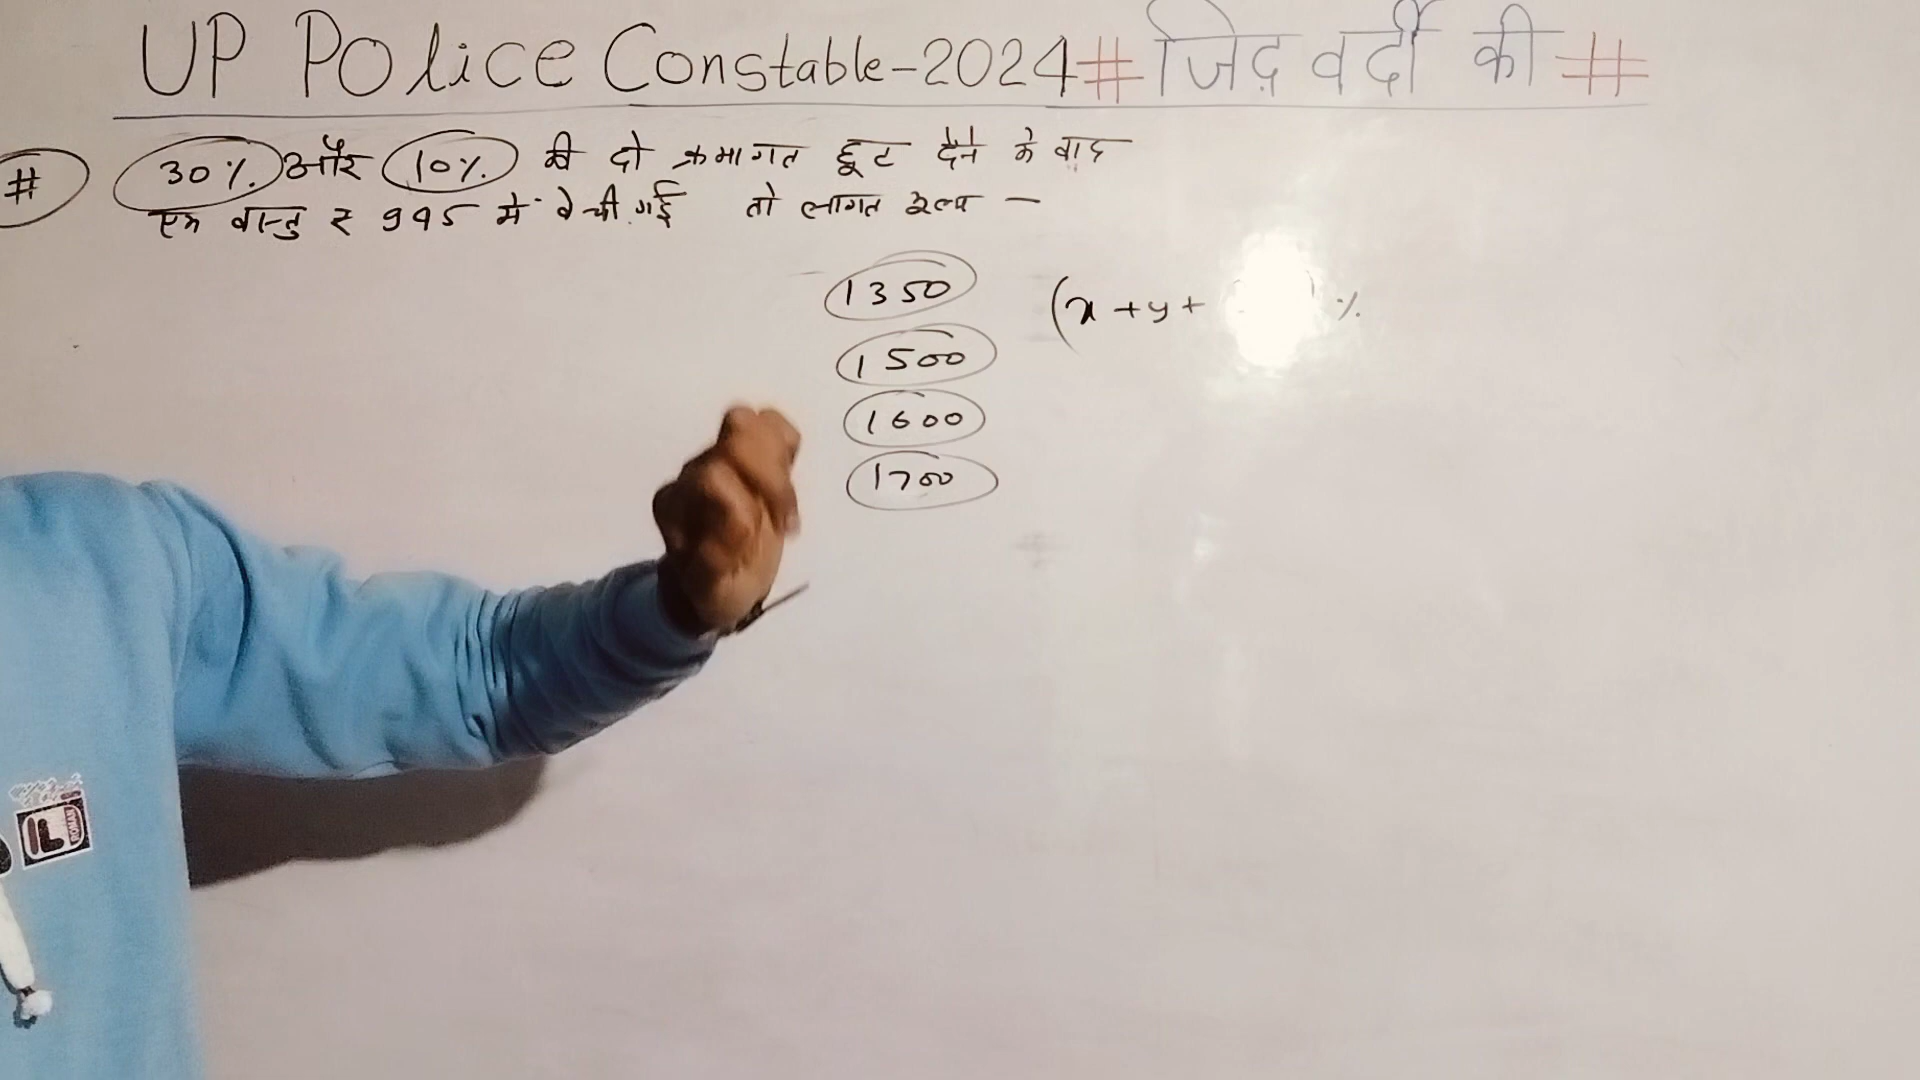 UP Police Constable-2024 # जिद वर्दी की #
# 30%. और 10%. की दो क्रमागत छूट देने के बाद
एक वस्तु ₹ 945 में बेची गई तो लागत मूल्य -
1350 (x + y + %
1500
1600
1700